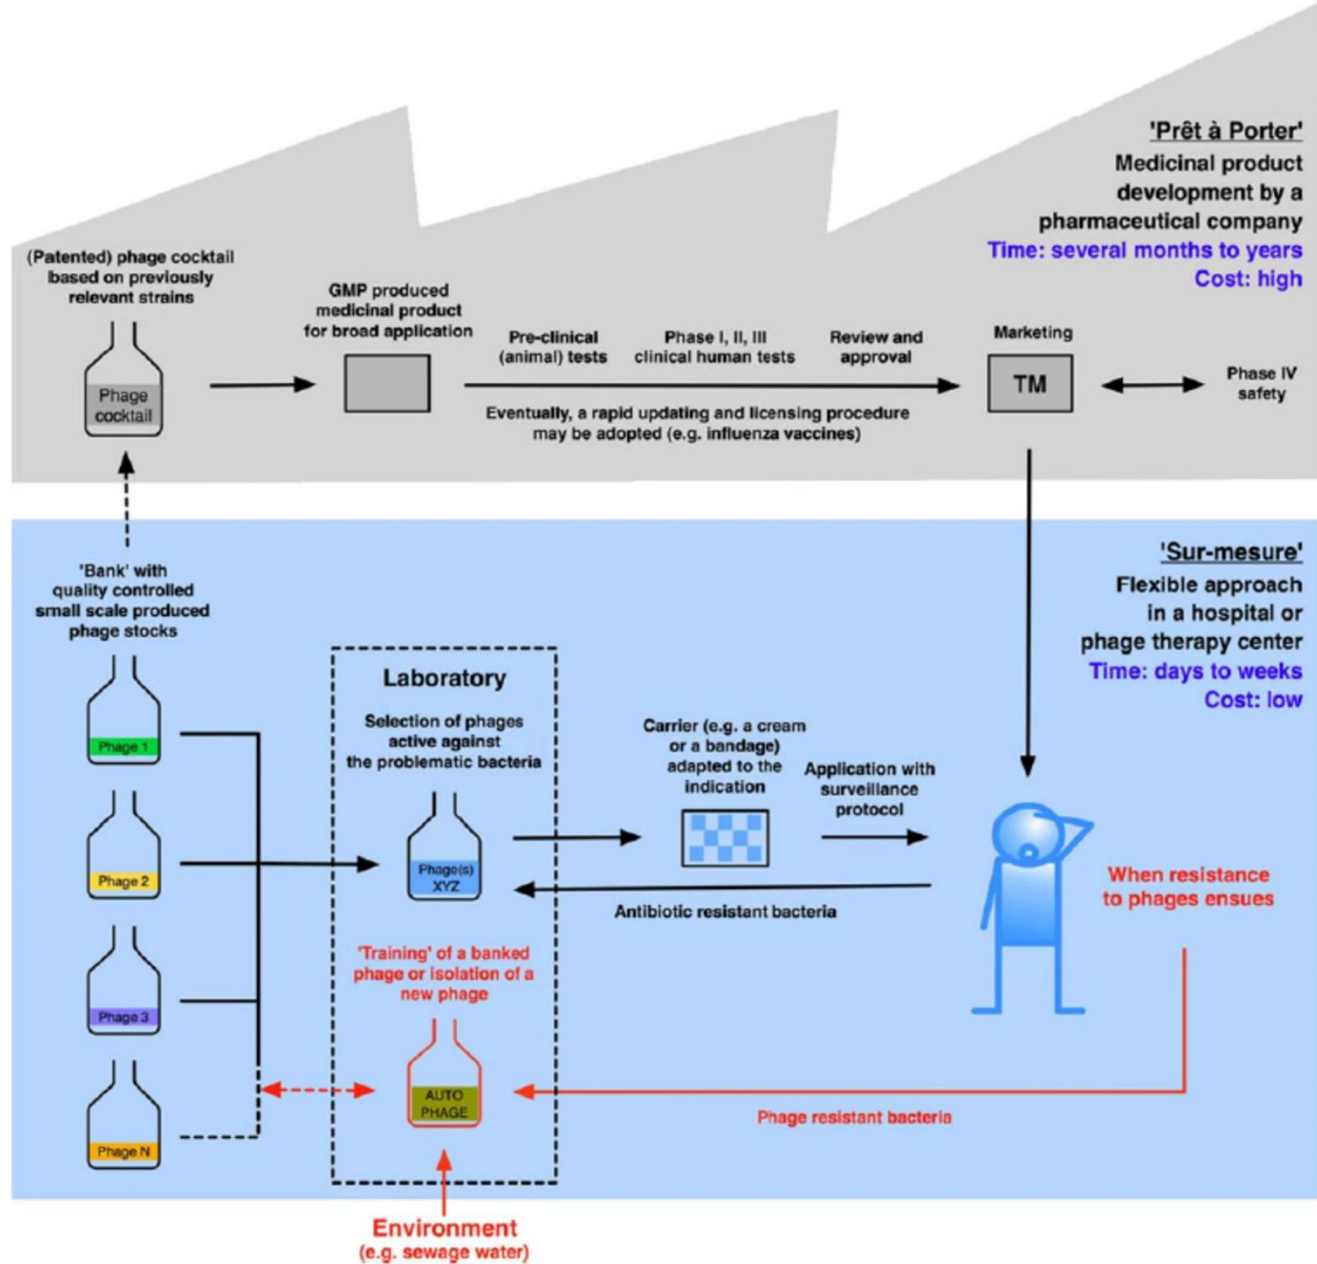 'Prêt à Porter'
Medicinal product
development by a
pharmaceutical company
Time: several months to years
Cost: high
(Patented) phage cocktail
based on previously
relevant strains
Phage
cocktail
GMP produced
medicinal product
for broad application
Pre-clinical
(animal) tests
Phase I, II, III
clinical human tests
Review and
approval
Eventually, a rapid updating and licensing procedure
may be adopted (e.g. influenza vaccines)
Marketing
TM
Phase IV
safety
'Sur-mesure'
Flexible approach
in a hospital or
phage therapy center
Time: days to weeks
Cost: low
'Bank' with
quality controlled
small scale produced
phage stocks
Phage 1
Phage 2
Phage 3
Phage N
Laboratory
Selection of phages
active against
the problematic bacteria
Phage(s)
XYZ
Carrier (e.g. a cream
or a bandage)
adapted to the
indication
Application with
surveillance
protocol
Antibiotic resistant bacteria
When resistance
to phages ensues
'Training' of a banked
phage or isolation of a
new phage
AUTO
PHAGE
Phage resistant bacteria
Environment
(e.g. sewage water)